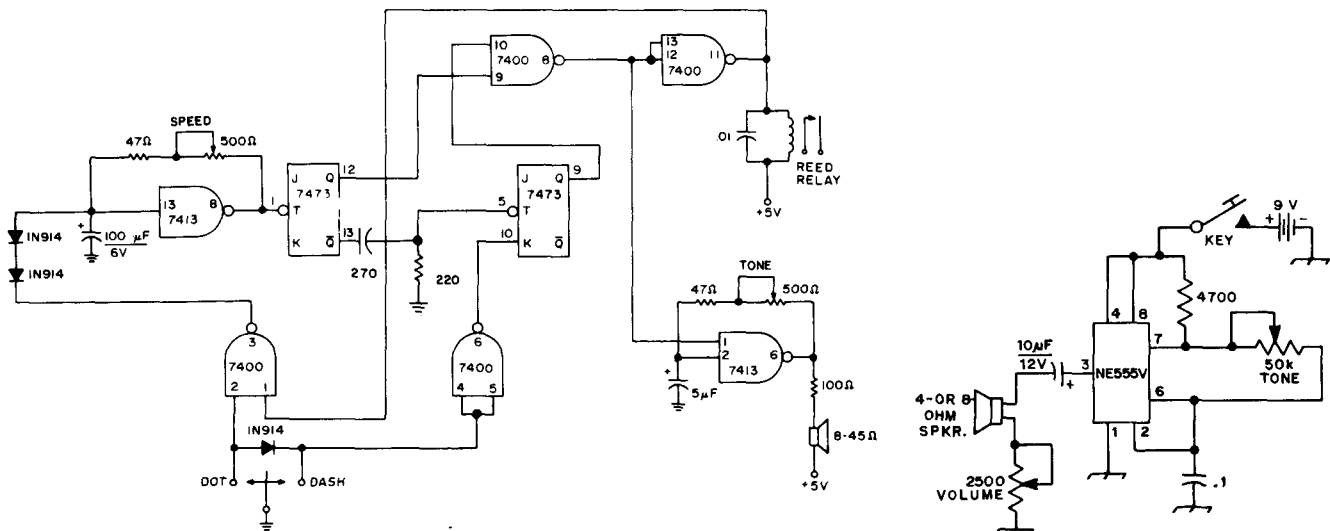 SPEED
47Ω
500Ω
13
7413
8
100 µF
6V
+
1N914
1N914
1
J
Q
12
7473
T
K
Q̅
13
270
220
3
7400
2
1
1N914
DOT
DASH
6
7400
4
5
10
7400
8
9
13
12
7400
11
.01
REED
RELAY
+5V
J
Q
9
7473
5
T
10
K
Q̅
TONE
47Ω
500Ω
1
2
7413
6
+
5µF
100Ω
8-45Ω
+5V
9 V
+
-
KEY
4700
4
8
7
10µF
12V
+
3
NE555V
50k
TONE
6
4-OR 8
OHM
SPKR.
1
2
2500
VOLUME
.1